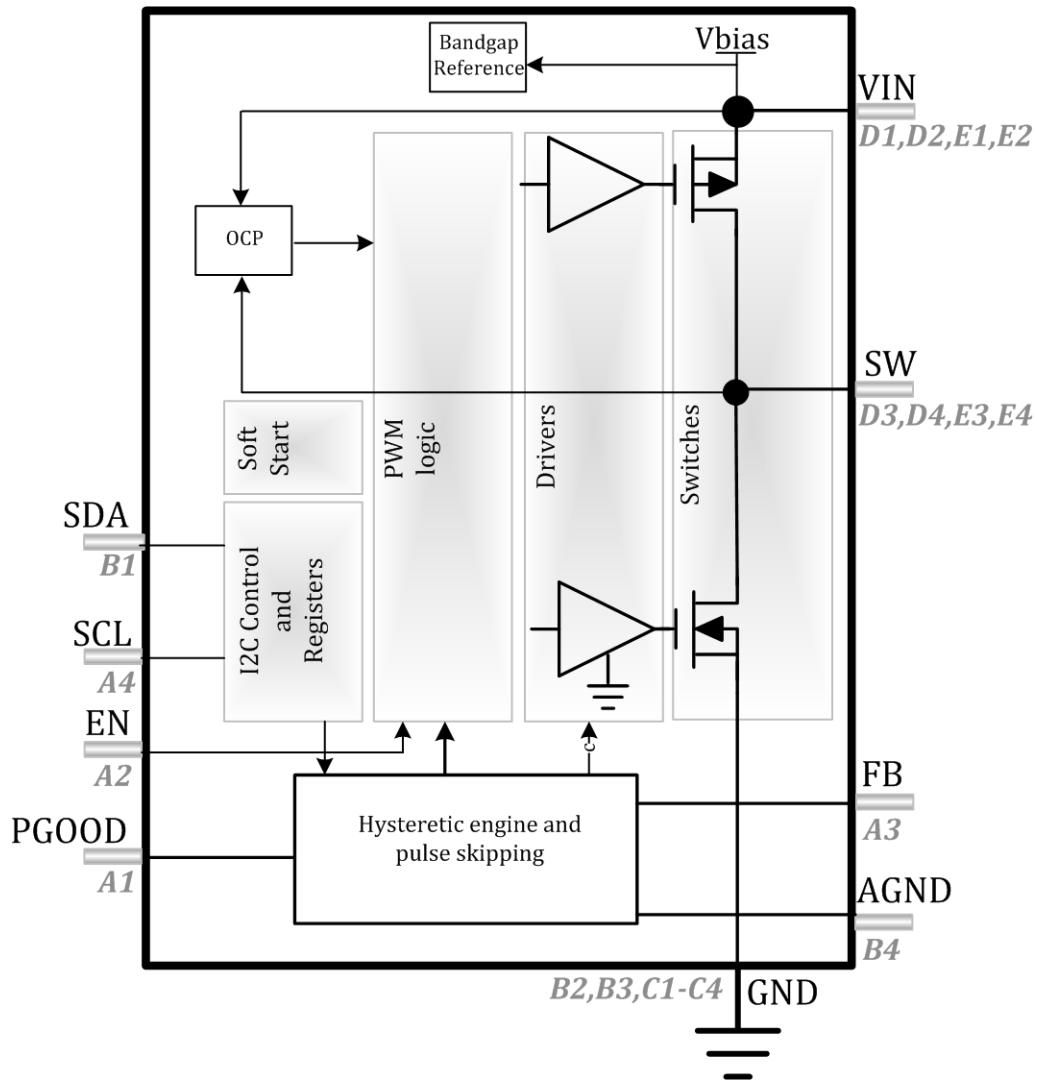 Bandgap
Reference
Vbias
VIN
D1,D2,E1,E2
OCP
SW
D3,D4,E3,E4
Soft
Start
PWM
logic
Drivers
Switches
SDA
B1
I2C Control
and
Registers
SCL
A4
EN
A2
c
FB
A3
PGOOD
A1
Hysteretic engine and
pulse skipping
AGND
B4
B2,B3,C1-C4
GND